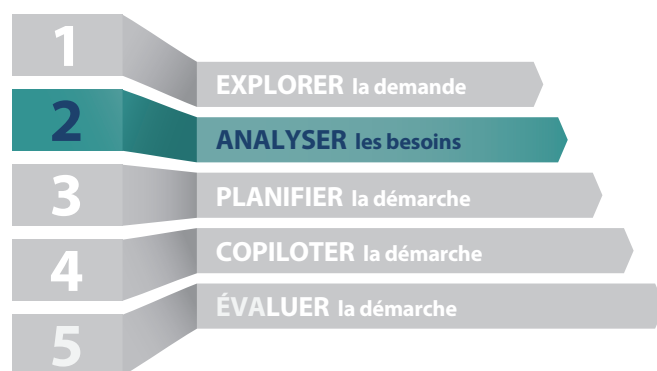 1
EXPLORER la demande
2
ANALYSER les besoins
3
PLANIFIER la démarche
4
COPILOTER la démarche
5
ÉVALUER la démarche